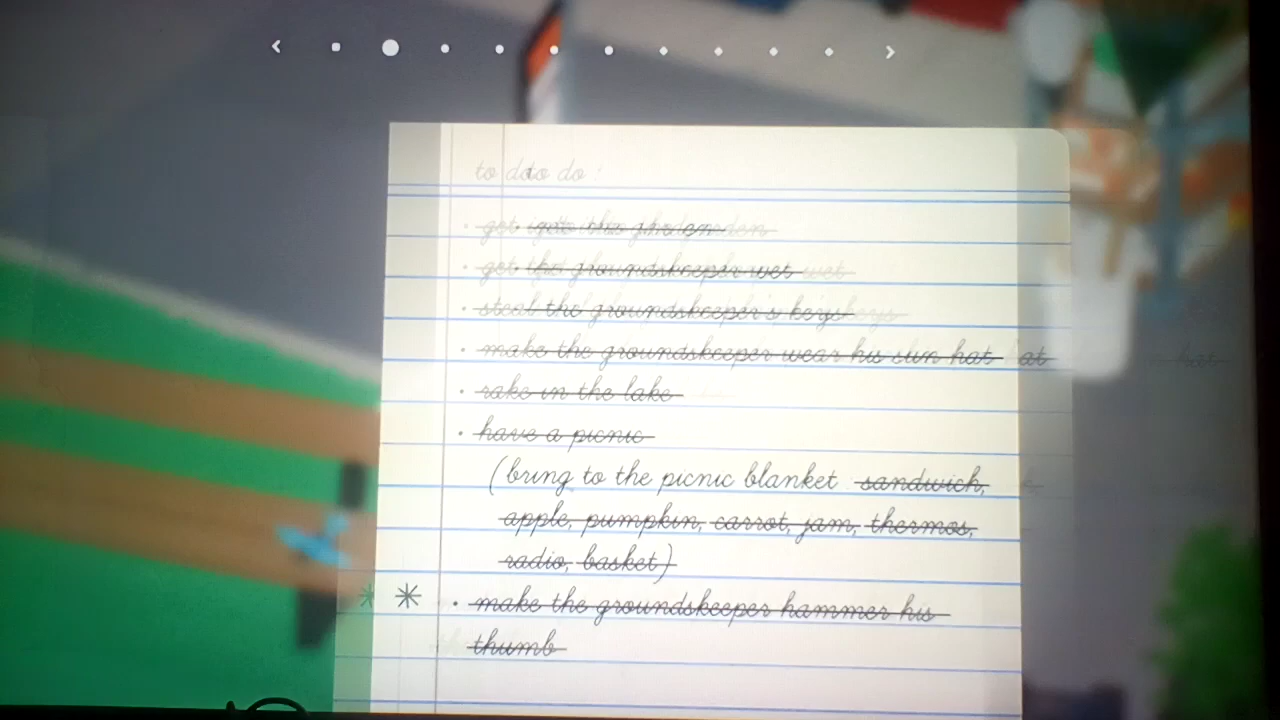 to do to do :
• get into the garden
• get the groundskeeper wet
• steal the groundskeeper's keys
• make the groundskeeper wear his sun hat
• rake in the lake
• have a picnic
(bring to the picnic blanket sandwich,
apple, pumpkin, carrot, jam, thermos,
radio, basket)
* • make the groundskeeper hammer his
thumb